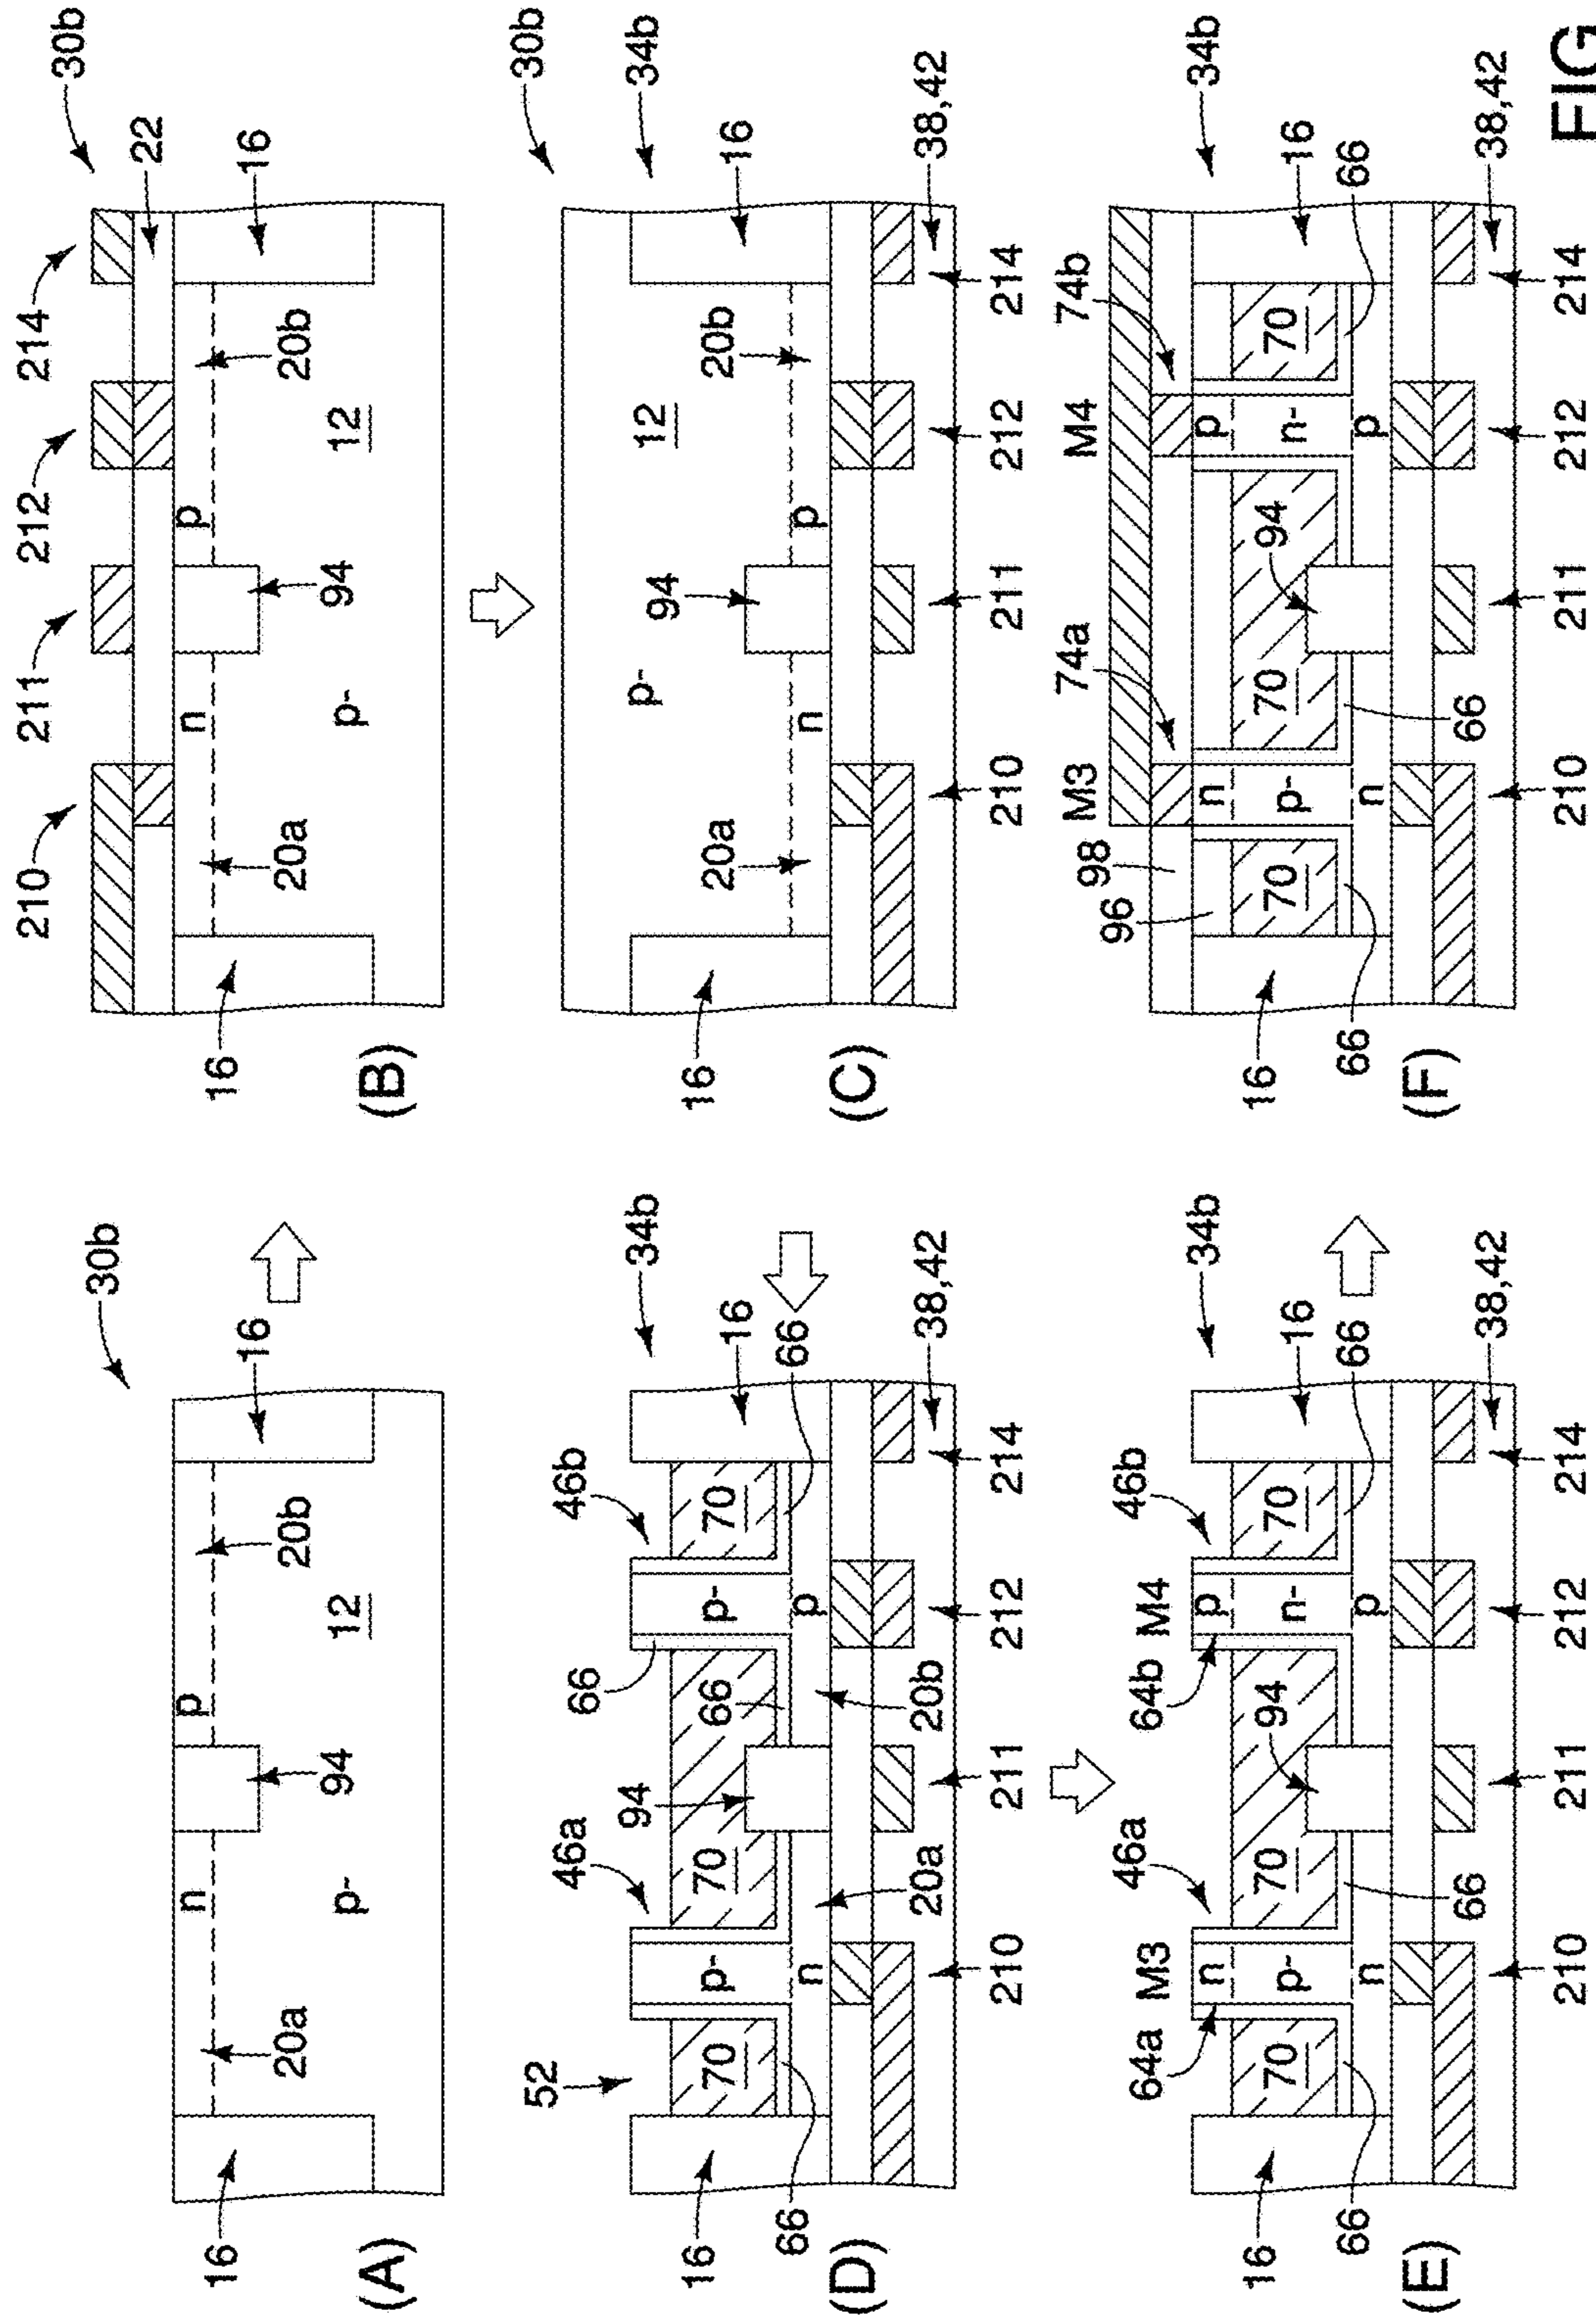 30b
16
n
p
20a
94
20b
p-
12
16
(A)
210
211
212
214
30b
22
n
p
16
20a
94
20b
p-
12
16
(B)
30b
34b
p-
12
94
16
20a
20b
n
p
16
(C)
210
211
212
214
38,42
52
46a
46b
34b
66
94
16
70
70
66
70
66
p-
p-
n
p
16
66
20a
20b
(D)
210
211
212
214
38,42
46a
46b
34b
64a
M3
64b
M4
16
n
p
94
66
70
p-
70
n-
70
n
p
16
66
66
(E)
210
211
212
214
38,42
74a
74b
34b
98
M3
M4
96
16
n
p
66
70
p-
70
94
n-
70
n
p
16
66
66
(F)
210
211
212
214
38,42
FIG